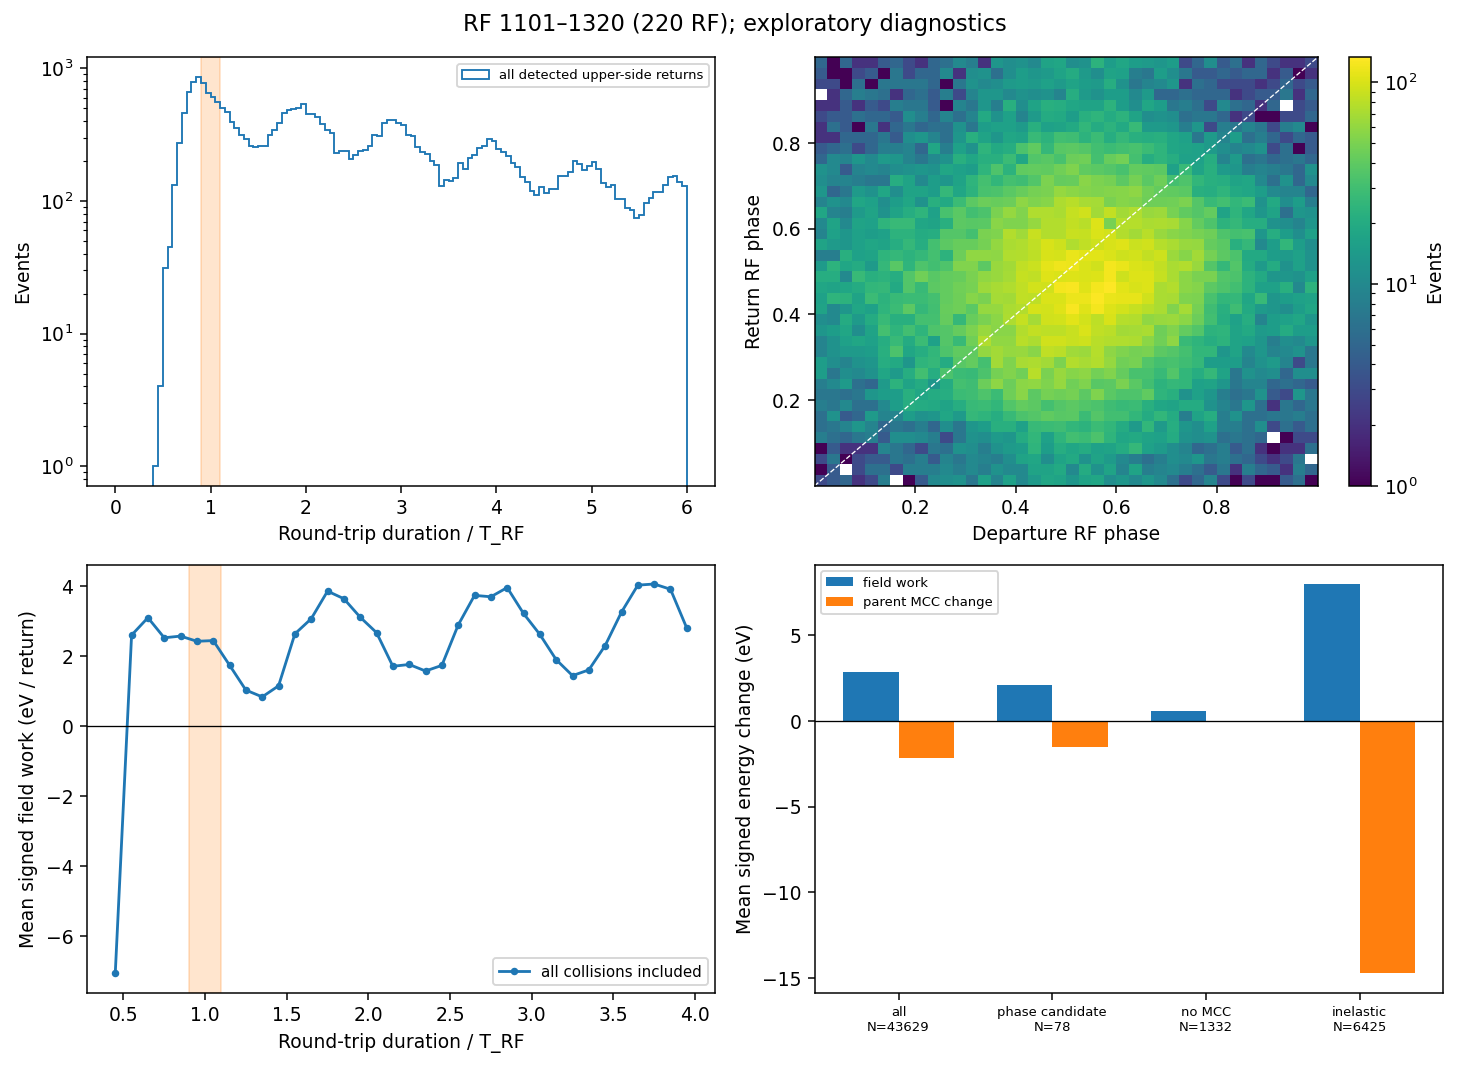 RF 1101–1320 (220 RF); exploratory diagnostics
all detected upper-side returns
Events
10³
10²
10¹
10⁰
0 1 2 3 4 5 6
Round-trip duration / T_RF
Return RF phase
0.8
0.6
0.4
0.2
0.2 0.4 0.6 0.8
Departure RF phase
10²
10¹
10⁰
Events
Mean signed field work (eV / return)
4
2
0
−2
−4
−6
all collisions included
0.5 1.0 1.5 2.0 2.5 3.0 3.5 4.0
Round-trip duration / T_RF
field work
parent MCC change
Mean signed energy change (eV)
5
0
−5
−10
−15
all
N=43629
phase candidate
N=78
no MCC
N=1332
inelastic
N=6425